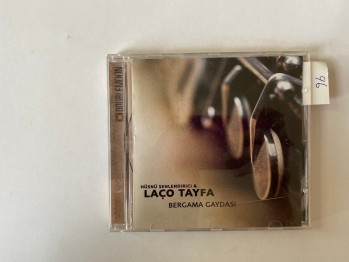 HÜSNÜ ŞENLENDİRİCİ &
LAÇO TAYFA
BERGAMA GAYDASI
96